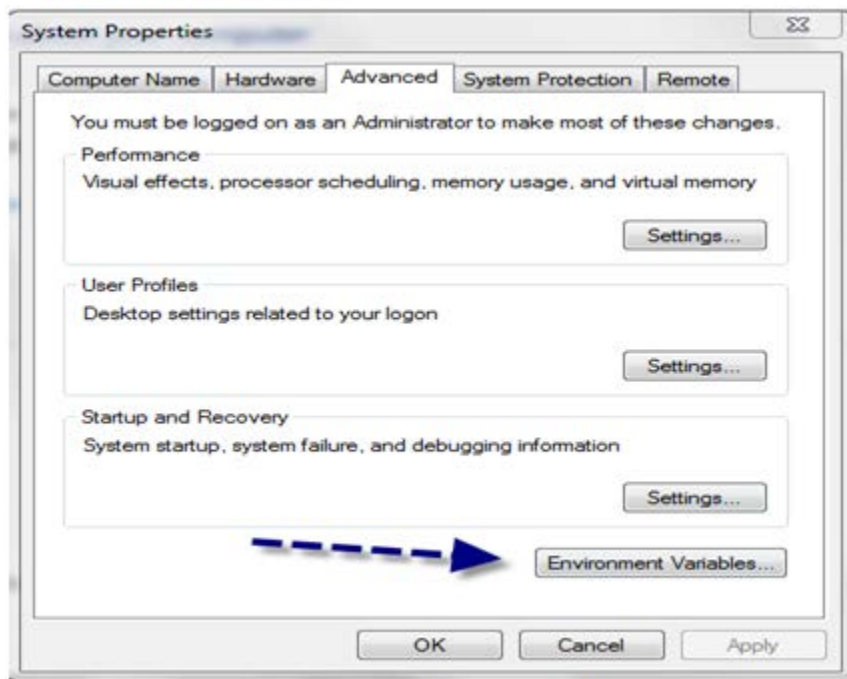 System Properties
Computer Name Hardware Advanced System Protection Remote
You must be logged on as an Administrator to make most of these changes.
Performance
Visual effects, processor scheduling, memory usage, and virtual memory
Settings...
User Profiles
Desktop settings related to your logon
Settings...
Startup and Recovery
System startup, system failure, and debugging information
Settings...
Environment Variables...
OK Cancel Apply